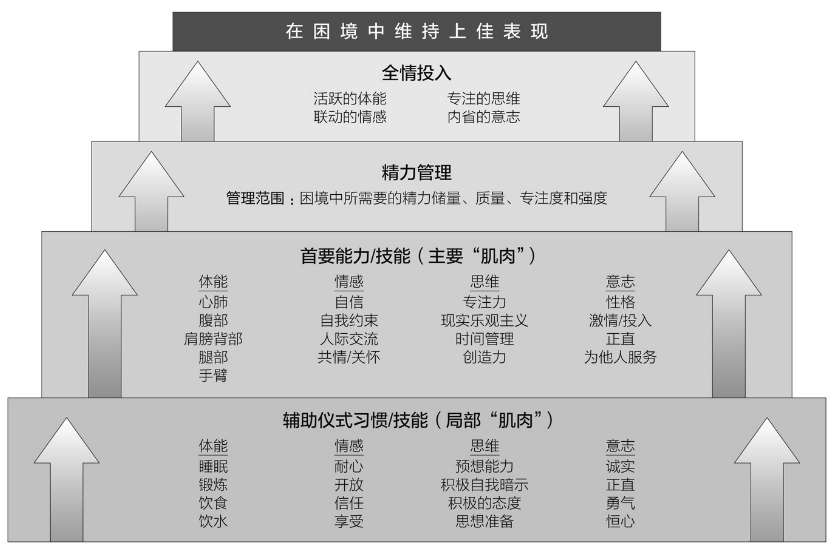 在困境中维持上佳表现
全情投入
活跃的体能 专注的思维
联动的情感 内省的意志
精力管理
管理范围：困境中所需要的精力储量、质量、专注度和强度
首要能力/技能（主要“肌肉”）
体能 情感 思维 意志
心肺 自信 专注力 性格
腹部 自我约束 现实乐观主义 激情/投入
肩膀背部 人际交流 时间管理 正直
腿部 共情/关怀 创造力 为他人服务
手臂
辅助仪式习惯/技能（局部“肌肉”）
体能 情感 思维 意志
睡眠 耐心 预想能力 诚实
锻炼 开放 积极自我暗示 正直
饮食 信任 积极的态度 勇气
饮水 享受 思想准备 恒心